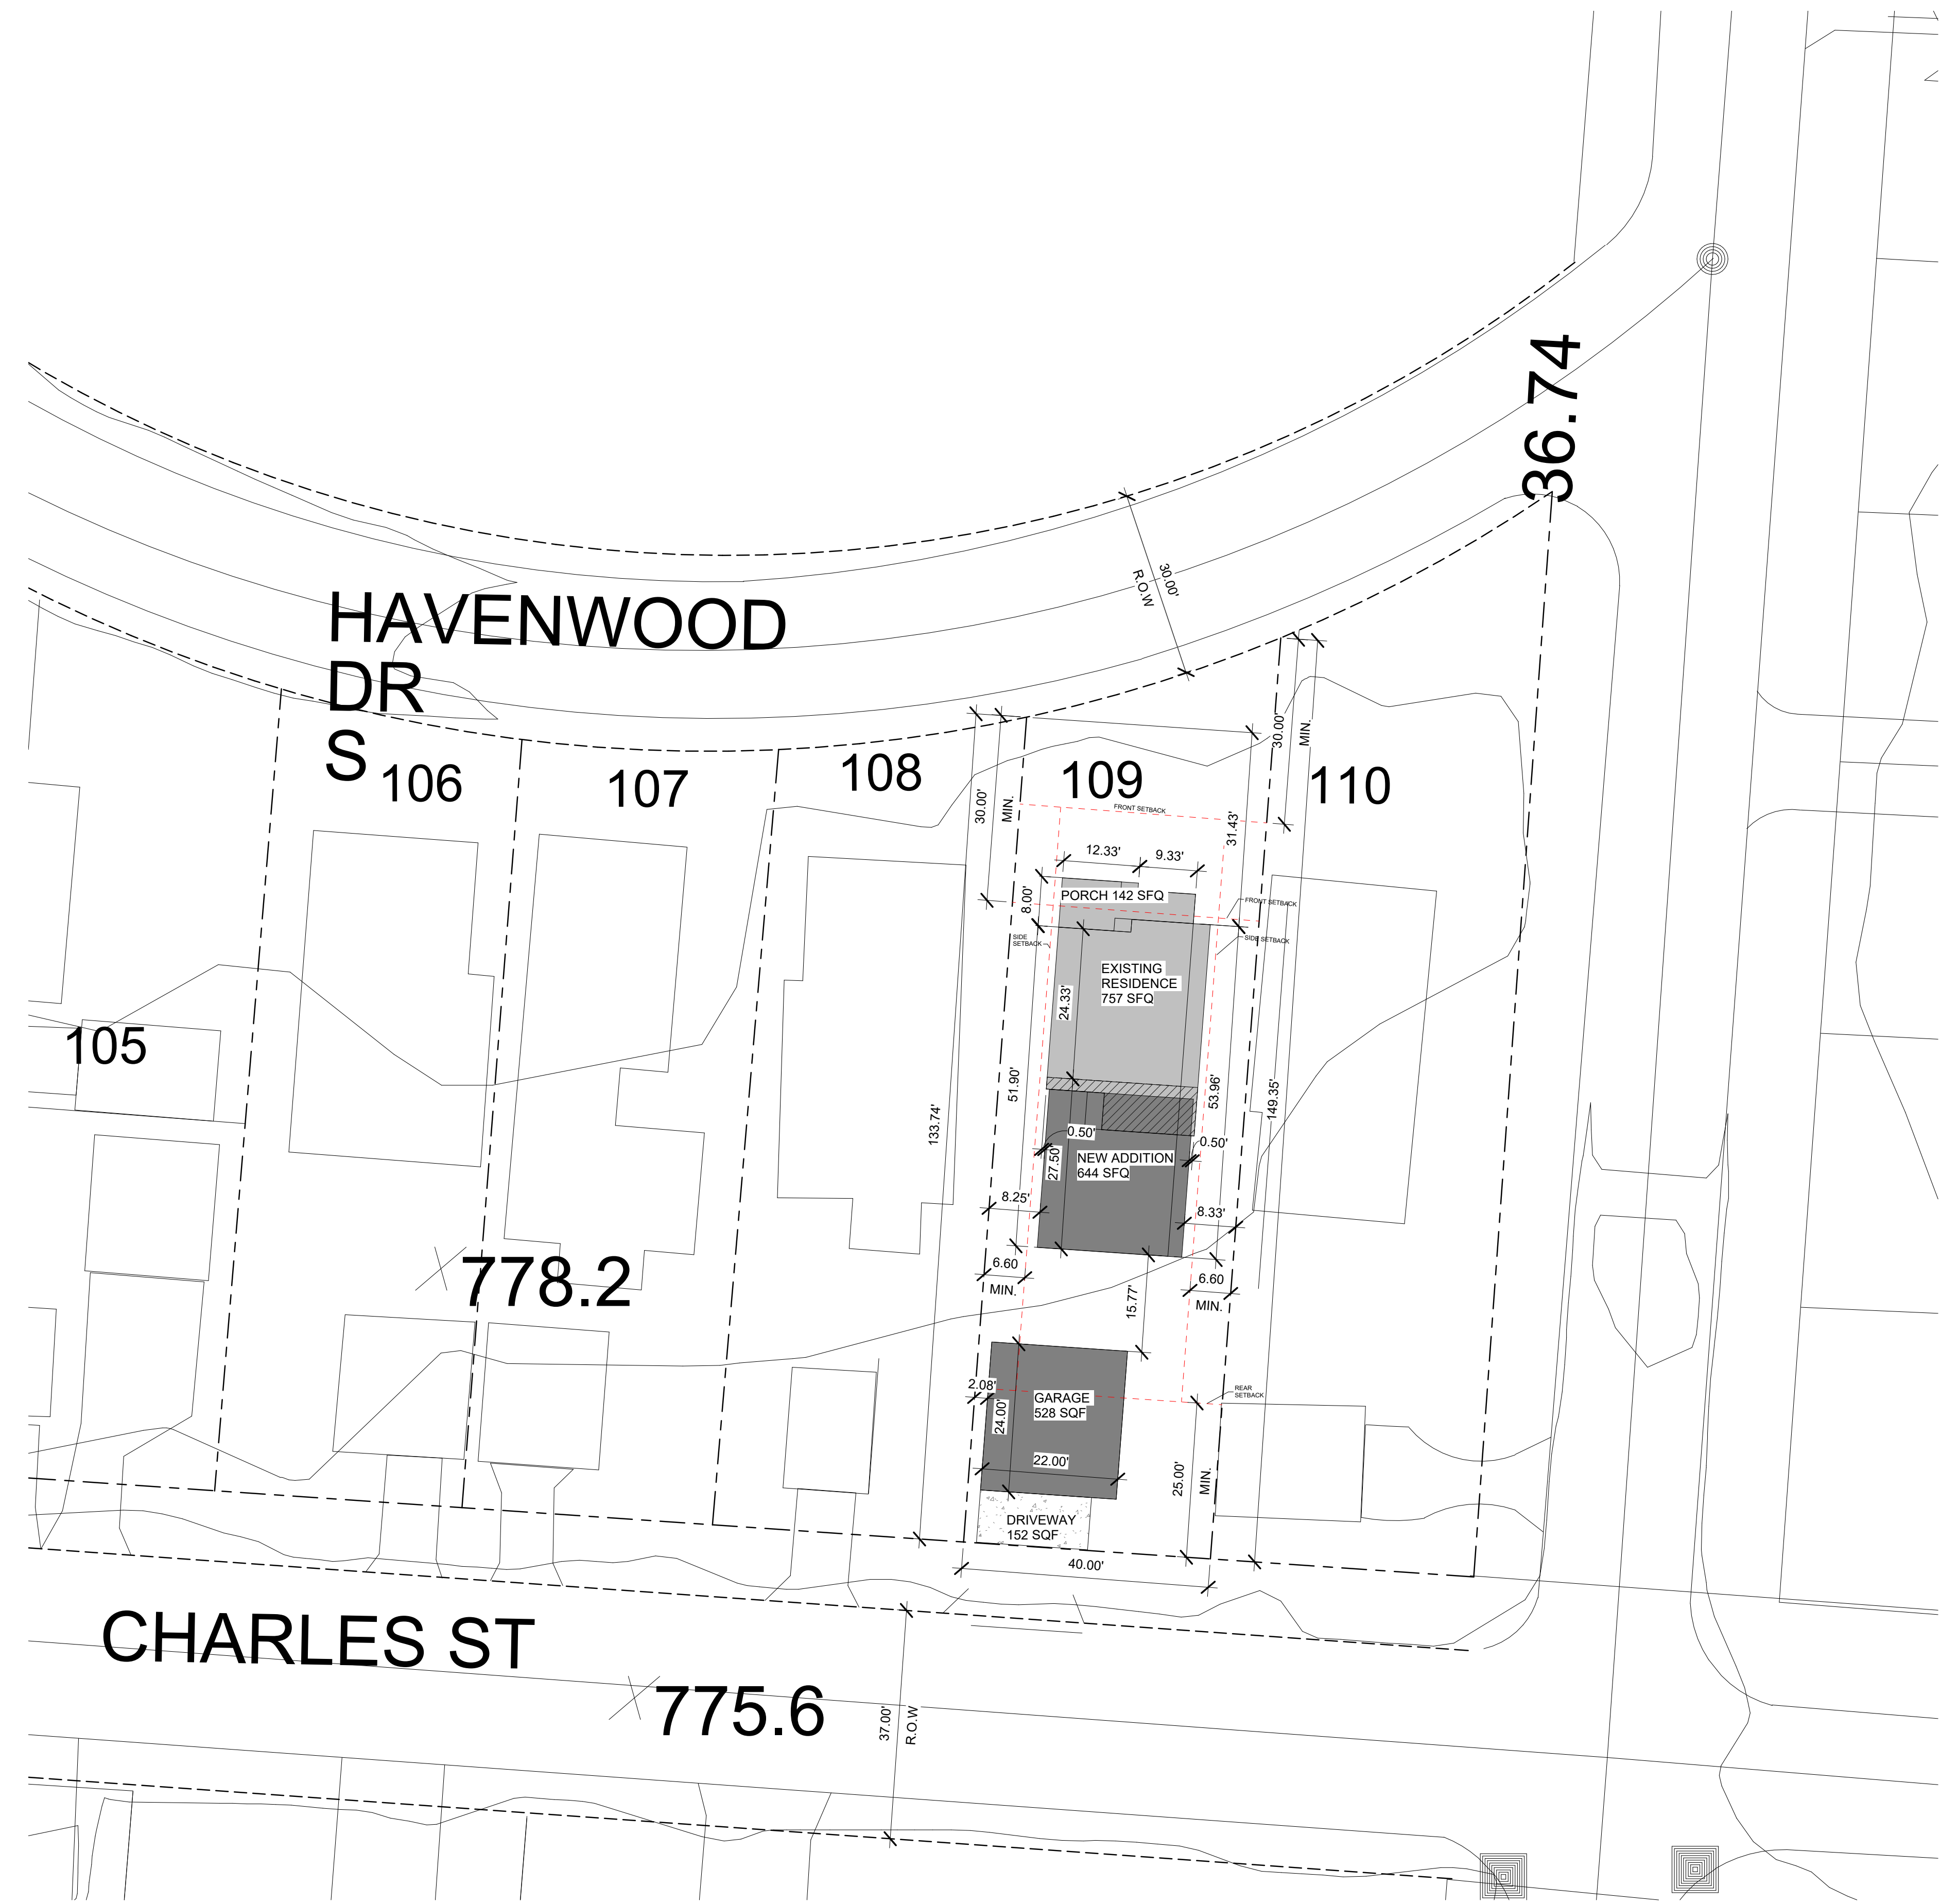 36.74
30.00'
R.O.W
HAVENWOOD
DR
S
106
107
108
109
110
30.00'
MIN.
30.00'
MIN.
FRONT SETBACK
31.43'
12.33'
9.33'
8.00'
PORCH 142 SFQ
FRONT SETBACK
SIDE
SETBACK
SIDE SETBACK
EXISTING
RESIDENCE
757 SFQ
24.33'
105
51.90'
53.96'
149.35'
133.74'
0.50'
0.50'
27.50'
NEW ADDITION
644 SFQ
8.25'
8.33'
778.2
6.60
MIN.
6.60
MIN.
15.77'
2.08'
GARAGE
528 SQF
REAR
SETBACK
24.00'
22.00'
25.00'
MIN.
DRIVEWAY
152 SQF
40.00'
CHARLES ST
775.6
37.00'
R.O.W